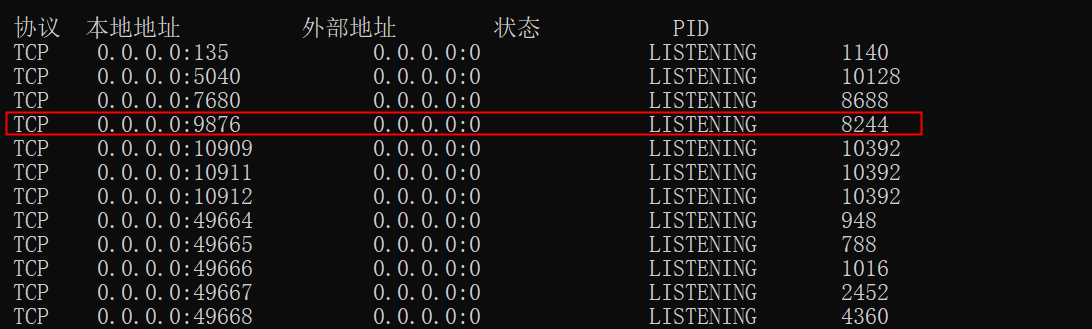 协议 本地地址 外部地址 状态 PID
TCP 0.0.0.0:135 0.0.0.0:0 LISTENING 1140
TCP 0.0.0.0:5040 0.0.0.0:0 LISTENING 10128
TCP 0.0.0.0:7680 0.0.0.0:0 LISTENING 8688
TCP 0.0.0.0:9876 0.0.0.0:0 LISTENING 8244
TCP 0.0.0.0:10909 0.0.0.0:0 LISTENING 10392
TCP 0.0.0.0:10911 0.0.0.0:0 LISTENING 10392
TCP 0.0.0.0:10912 0.0.0.0:0 LISTENING 10392
TCP 0.0.0.0:49664 0.0.0.0:0 LISTENING 948
TCP 0.0.0.0:49665 0.0.0.0:0 LISTENING 788
TCP 0.0.0.0:49666 0.0.0.0:0 LISTENING 1016
TCP 0.0.0.0:49667 0.0.0.0:0 LISTENING 2452
TCP 0.0.0.0:49668 0.0.0.0:0 LISTENING 4360